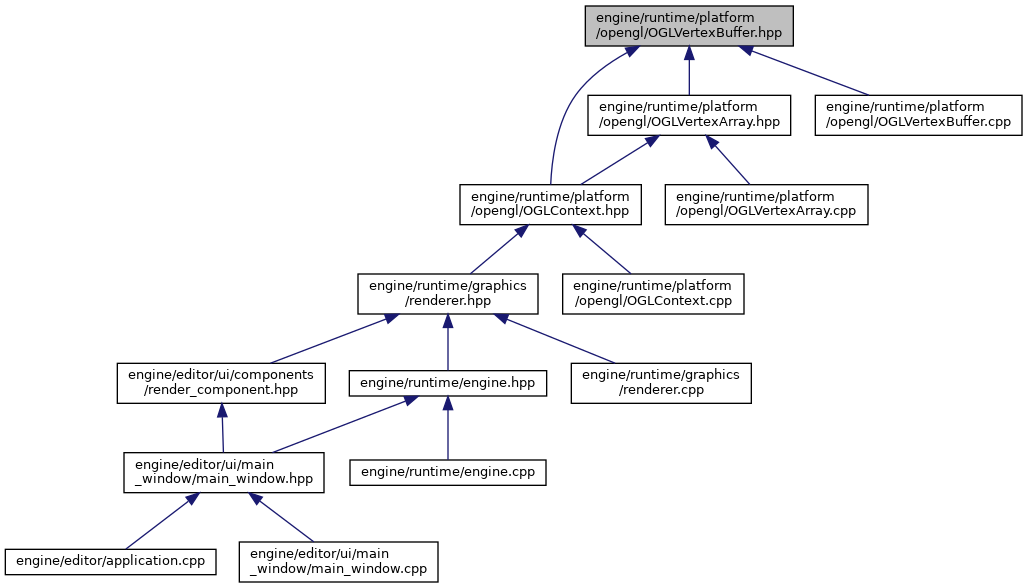 engine/runtime/platform
/opengl/OGLVertexBuffer.hpp
engine/runtime/platform
/opengl/OGLVertexArray.hpp
engine/runtime/platform
/opengl/OGLVertexBuffer.cpp
engine/runtime/platform
/opengl/OGLContext.hpp
engine/runtime/platform
/opengl/OGLVertexArray.cpp
engine/runtime/graphics
/renderer.hpp
engine/runtime/platform
/opengl/OGLContext.cpp
engine/editor/ui/components
/render_component.hpp
engine/runtime/engine.hpp
engine/runtime/graphics
/renderer.cpp
engine/editor/ui/main
_window/main_window.hpp
engine/runtime/engine.cpp
engine/editor/application.cpp
engine/editor/ui/main
_window/main_window.cpp